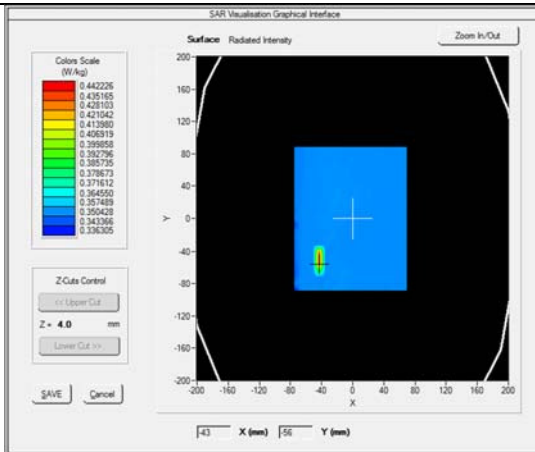 SAR Visualisation Graphical Interface
Surface Radiated Intensity
Zoom In/Out
Colors Scale
(W/kg)
0.442226
0.435165
0.428103
0.421042
0.413980
0.406919
0.399858
0.392796
0.385735
0.378673
0.371612
0.364550
0.357489
0.350428
0.343366
0.336305
Z-Cuts Control
<< Upper Cut
Z = 4.0 mm
Lower Cut >>
SAVE Cancel
200
160
120
80
40
0
-40
-80
-120
-160
-200
Y
-200 -160 -120 -80 -40 0 40 80 120 160 200
X
-43 X (mm) -56 Y (mm)